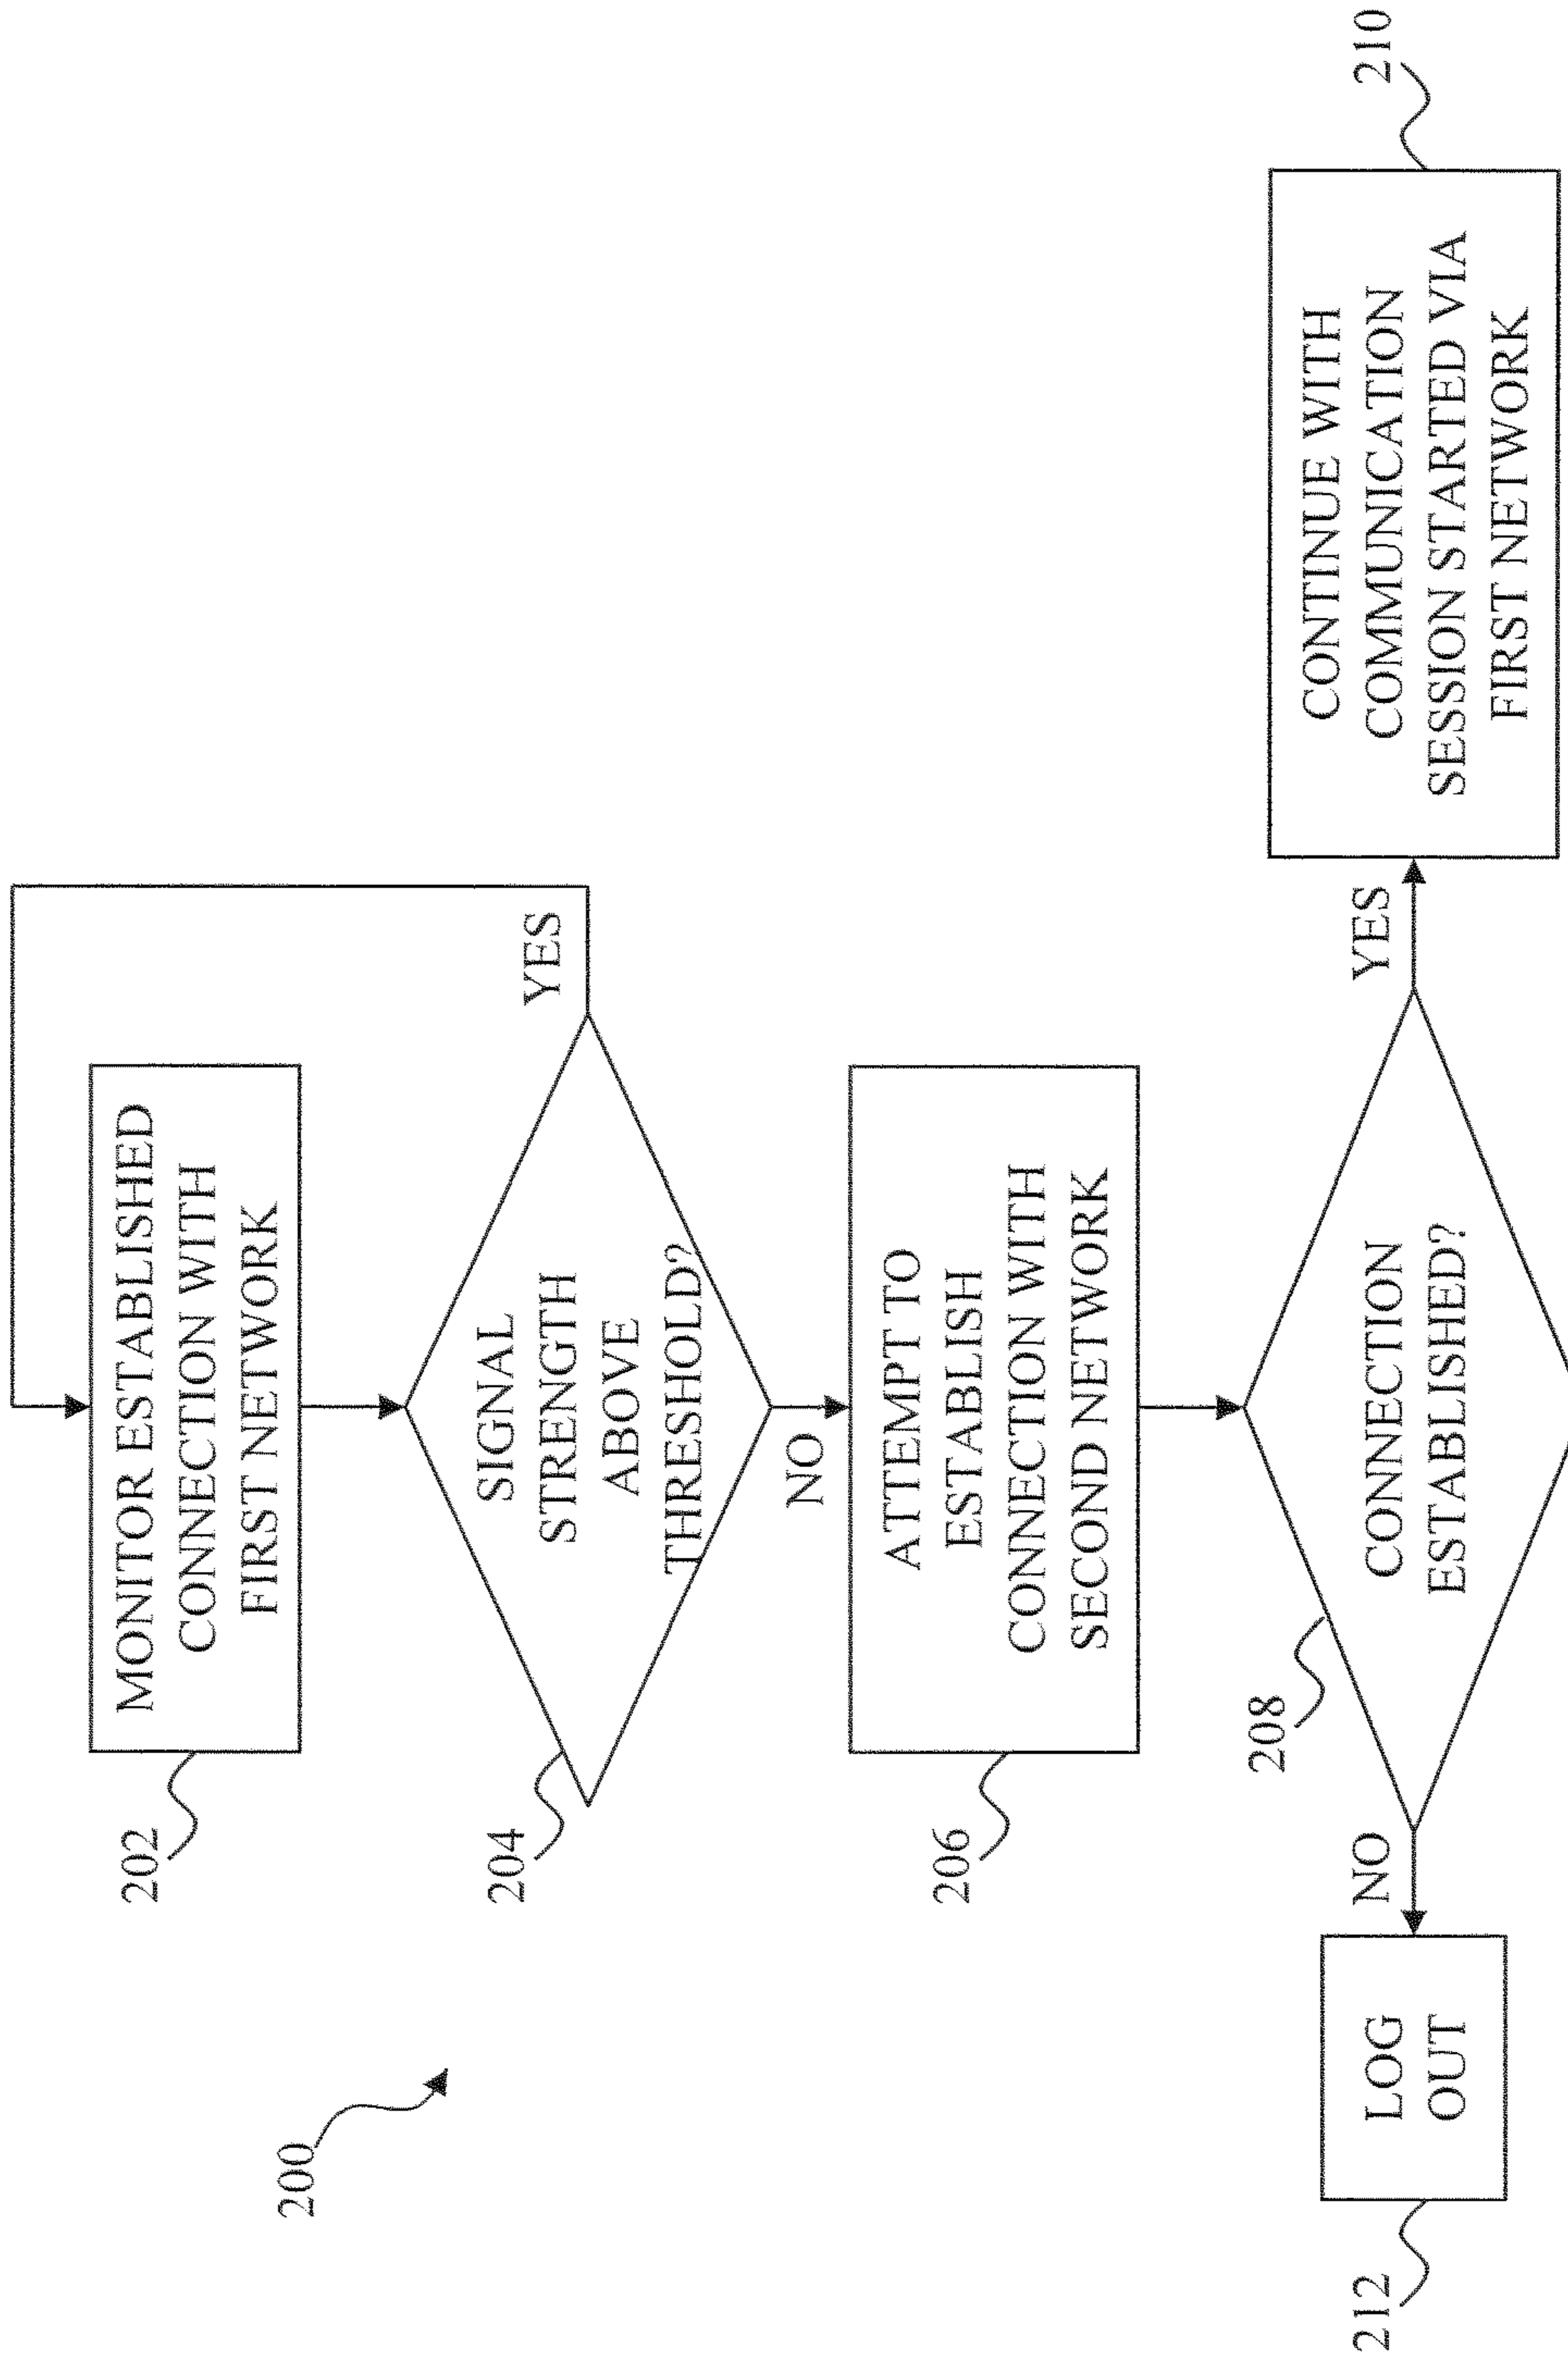 200
202
MONITOR ESTABLISHED
CONNECTION WITH
FIRST NETWORK
204
SIGNAL
STRENGTH
ABOVE
THRESHOLD?
YES
NO
206
ATTEMPT TO
ESTABLISH
CONNECTION WITH
SECOND NETWORK
208
CONNECTION
ESTABLISHED?
NO
YES
212
LOG
OUT
210
CONTINUE WITH
COMMUNICATION
SESSION STARTED VIA
FIRST NETWORK